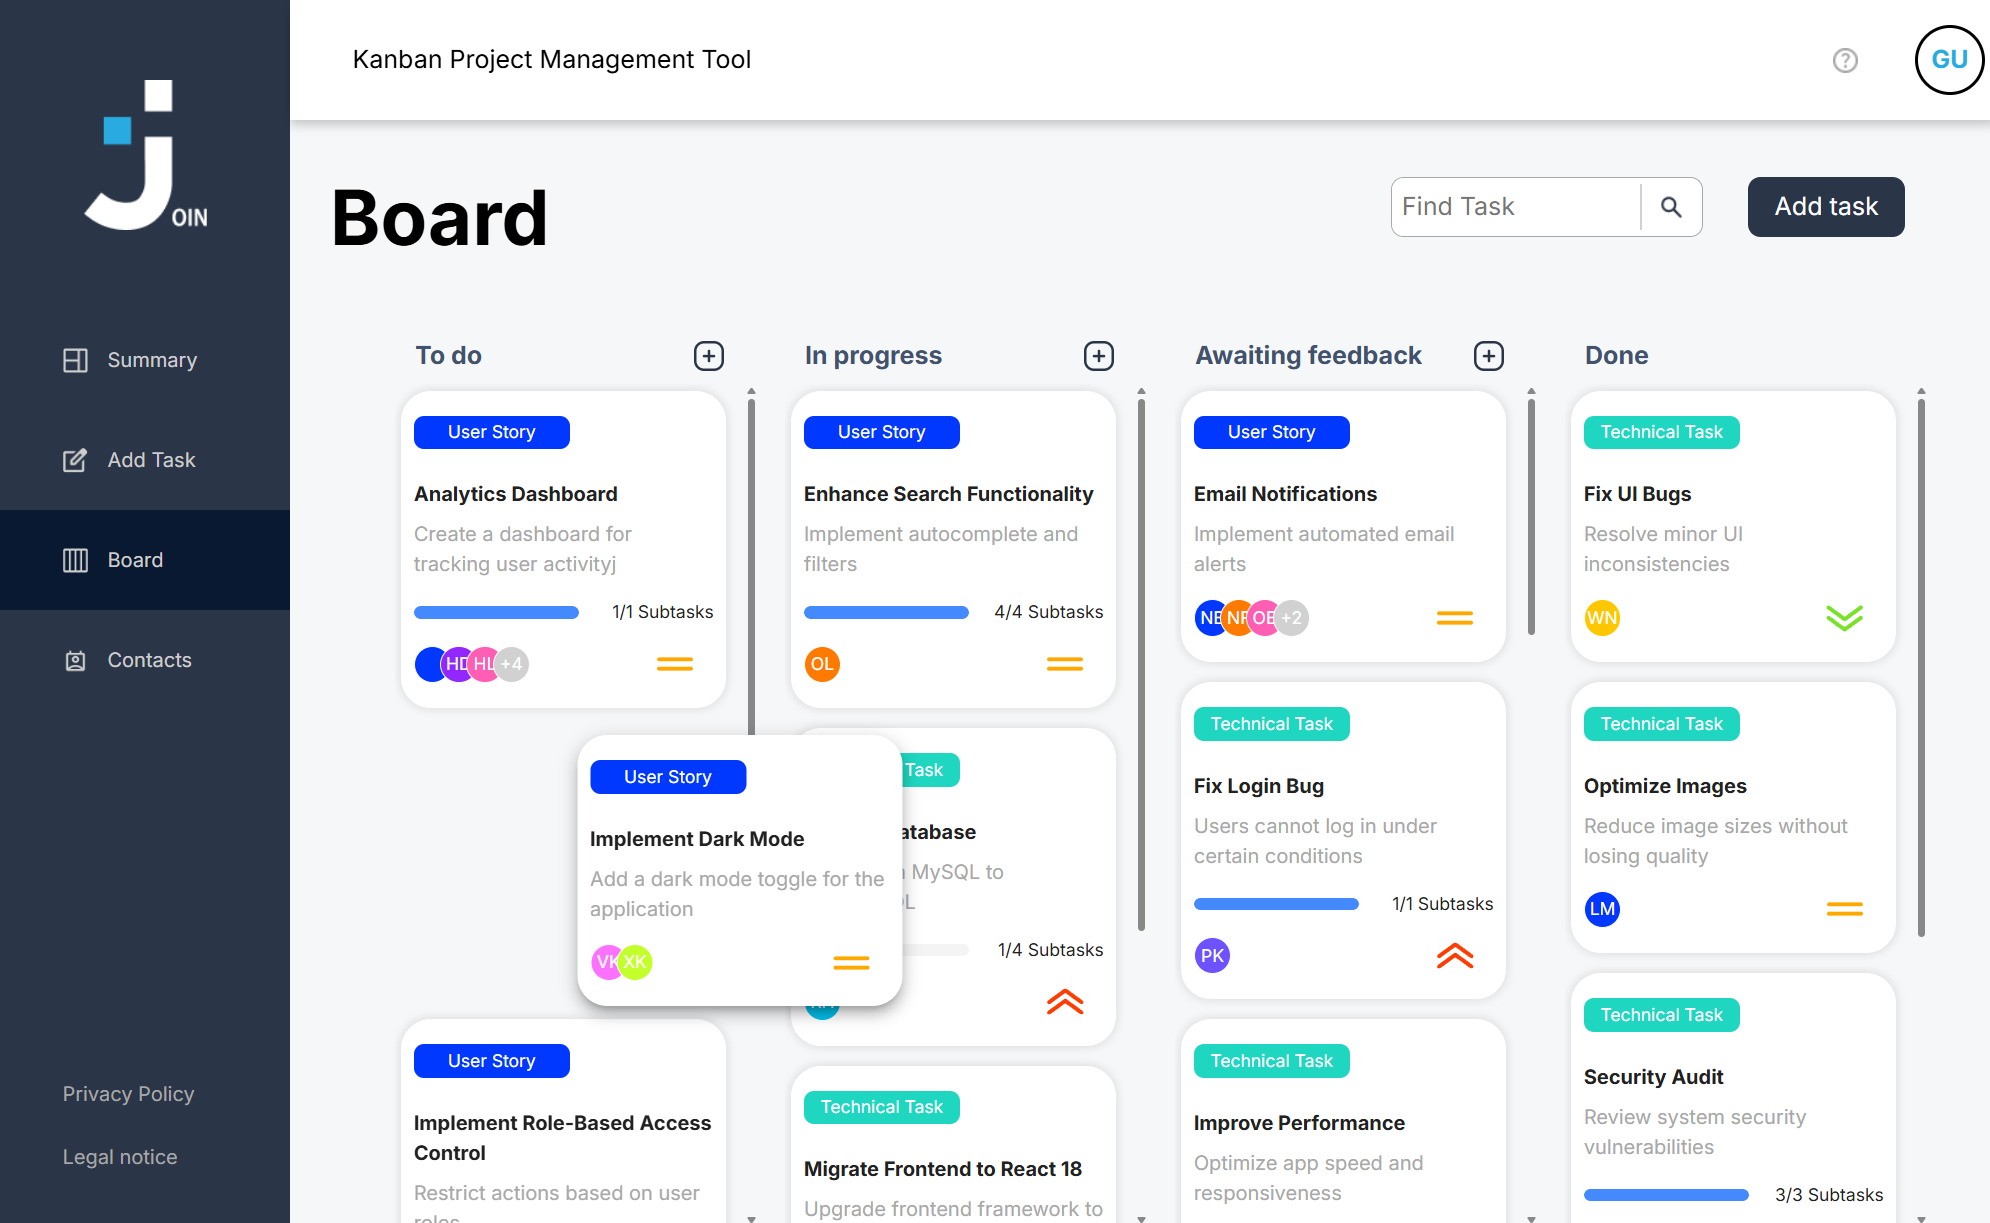 OIN
Summary
Add Task
Board
Contacts
Privacy Policy
Legal notice
Kanban Project Management Tool
?
GU
Board
Find Task
Add task
To do
User Story
Analytics Dashboard
Create a dashboard for
tracking user activityj
1/1 Subtasks
HD
HL
+4
User Story
Implement Dark Mode
Add a dark mode toggle for the
application
VK
XK
User Story
Implement Role-Based Access
Control
Restrict actions based on user
In progress
User Story
Enhance Search Functionality
Implement autocomplete and
filters
4/4 Subtasks
OL
Task
MySQL to
1/4 Subtasks
Technical Task
Migrate Frontend to React 18
Upgrade frontend framework to
Awaiting feedback
User Story
Email Notifications
Implement automated email
alerts
+2
Technical Task
Fix Login Bug
Users cannot log in under
certain conditions
1/1 Subtasks
PK
Technical Task
Improve Performance
Optimize app speed and
responsiveness
Done
Technical Task
Fix UI Bugs
Resolve minor UI
inconsistencies
WN
Technical Task
Optimize Images
Reduce image sizes without
losing quality
LM
Technical Task
Security Audit
Review system security
vulnerabilities
3/3 Subtasks